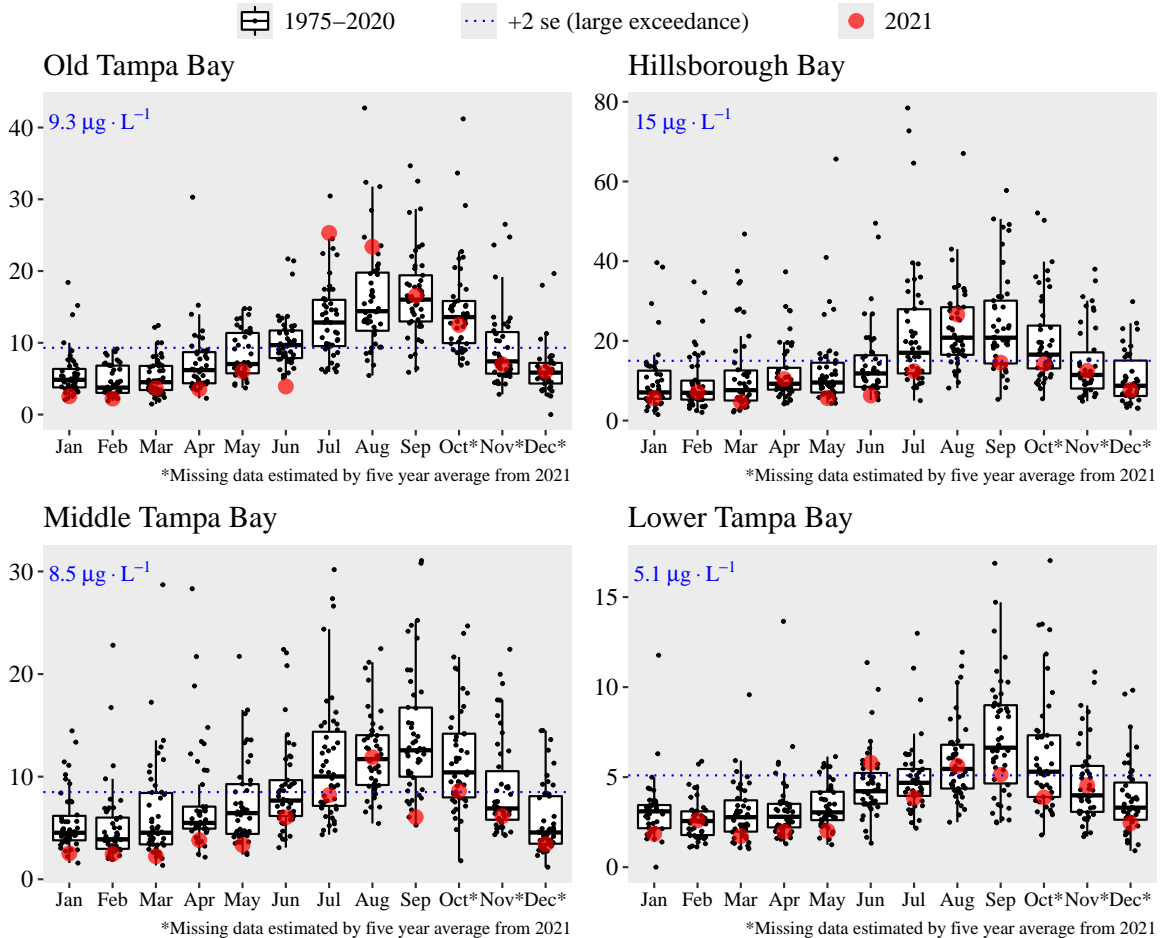 1975−2020 +2 se (large exceedance) 2021
Old Tampa Bay
9.3 μg · L⁻¹
40
30
20
10
0
Jan Feb Mar Apr May Jun Jul Aug Sep Oct* Nov* Dec*
*Missing data estimated by five year average from 2021
Hillsborough Bay
15 μg · L⁻¹
80
60
40
20
0
Jan Feb Mar Apr May Jun Jul Aug Sep Oct* Nov* Dec*
*Missing data estimated by five year average from 2021
Middle Tampa Bay
8.5 μg · L⁻¹
30
20
10
0
Jan Feb Mar Apr May Jun Jul Aug Sep Oct* Nov* Dec*
*Missing data estimated by five year average from 2021
Lower Tampa Bay
5.1 μg · L⁻¹
15
10
5
0
Jan Feb Mar Apr May Jun Jul Aug Sep Oct* Nov* Dec*
*Missing data estimated by five year average from 2021